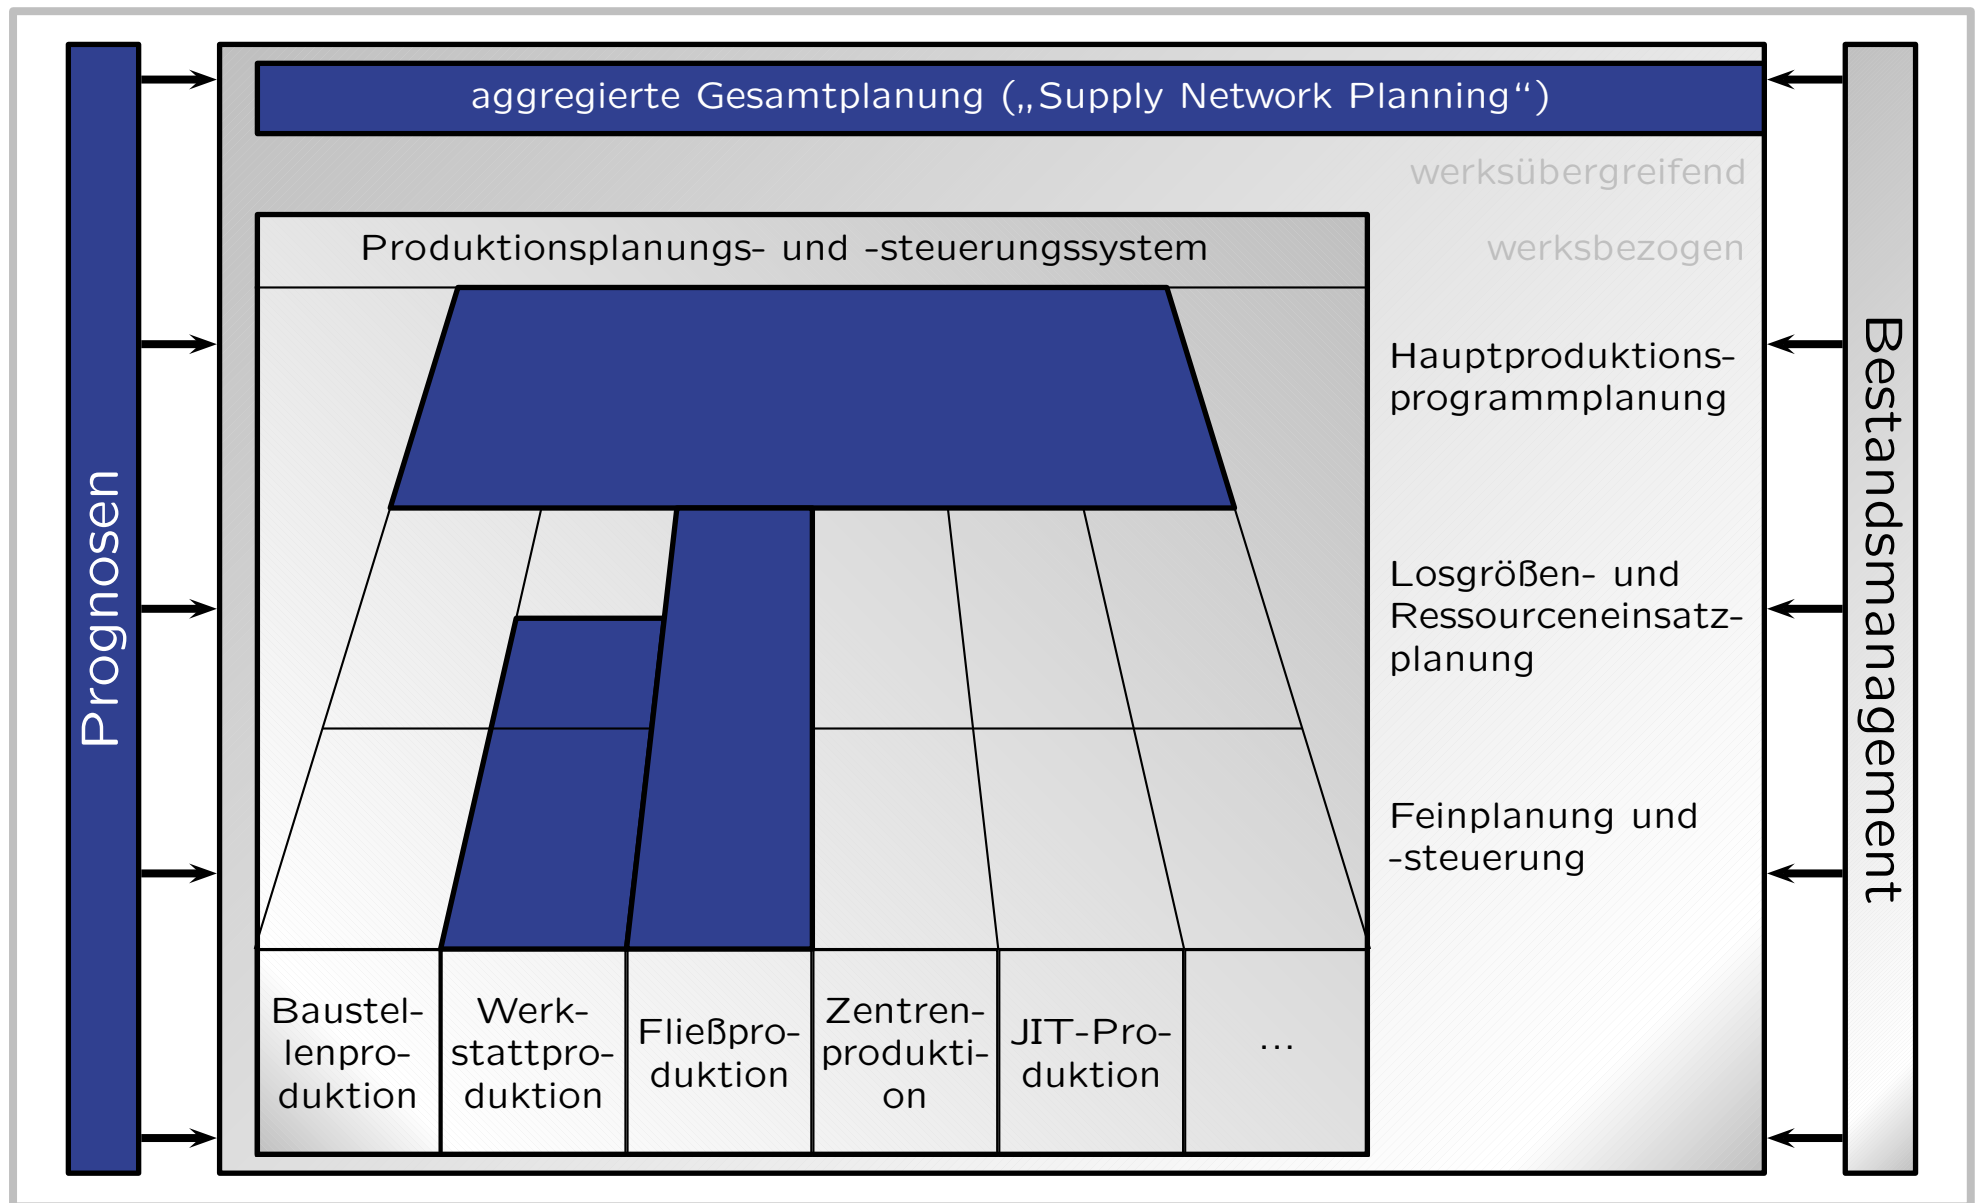 Prognosen
aggregierte Gesamtplanung („Supply Network Planning“)
werksübergreifend
werksbezogen
Produktionsplanungs- und -steuerungssystem
Hauptproduktions-
programmplanung
Losgrößen- und
Ressourceneinsatz-
planung
Feinplanung und
-steuerung
Baustel-
lenpro-
duktion
Werk-
stattpro-
duktion
Fließpro-
duktion
Zentren-
produkti-
on
JIT-Pro-
duktion
...
Bestandsmanagement